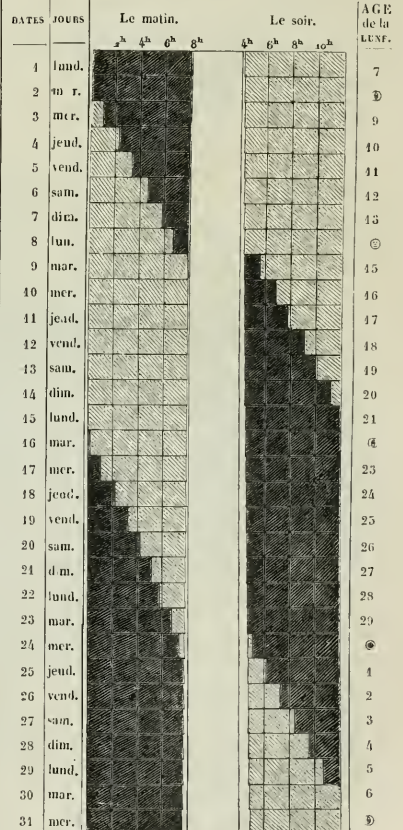 DATES JOURS Le matin. Le soir. AGE de la LUNE.
2h 4h 6h 8h 4h 6h 8h 10h
1 lund. 7
2 m r.
3 mer. 9
4 jeud. 10
5 vend. 11
6 sam. 12
7 dim. 13
8 lun.
9 mar. 15
10 mer. 16
11 jeud. 17
12 vend. 18
13 sam. 19
14 dim. 20
15 lund. 21
16 mar.
17 mer. 23
18 jeud. 24
19 vend. 25
20 sam. 26
21 d m. 27
22 lund. 28
23 mar. 29
24 mer.
25 jeud. 1
26 vend. 2
27 sam. 3
28 dim. 4
29 lund. 5
30 mar. 6
31 mer.